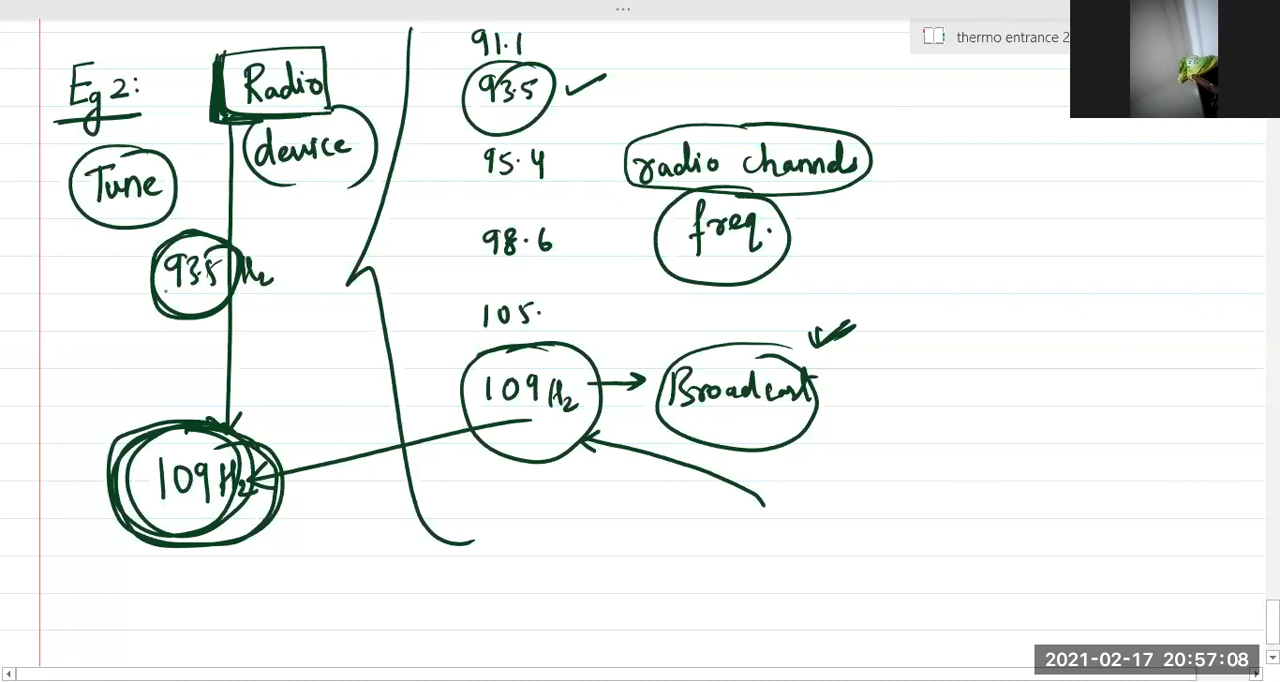 ...
thermo entrance 2
Eg 2:
Radio
device
Tune
93.5 Hz
109 Hz
91.1
93.5
95.4
98.6
105.
109 Hz
radio channels
freq.
Broadcast
2021-02-17 20:57:08